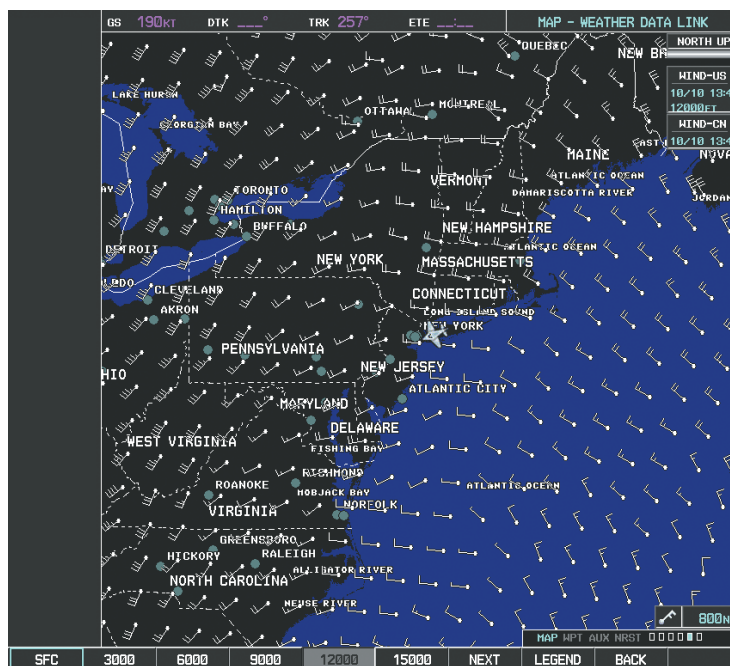 GS 190KT DTK ___° TRK 257° ETE __:__ MAP - WEATHER DATA LINK
QUEBEC
NORTH UP
NEW BR
LAKE HURON
WIND-US
10/10 13:4
12000FT
WIND-CN
10/10 13:4
OTTAWA
MONTREAL
GEORGIAN BAY
MAINE
EAST
NOVA
VERMONT
ATLANTIC OCEAN
AY
TORONTO
DAMARISCOTTA RIVER
JORDAN
HAMILTON
NEW HAMPSHIRE
BUFFALO
DETROIT
ATLANTIC OCEAN
NEW YORK
MASSACHUSETTS
EDO
CLEVELAND
CONNECTICUT
AKRON
LONG ISLAND SOUND
NEW YORK
PENNSYLVANIA
NEW JERSEY
HIO
ATLANTIC CITY
MARYLAND
DELAWARE
WEST VIRGINIA
FISHING BAY
RICHMOND
ROANOKE
MOBJACK BAY
ATLANTIC OCEAN
VIRGINIA
NORFOLK
GREENSBORO
HICKORY
RALEIGH
ALLIGATOR RIVER
NORTH CAROLINA
NEUSE RIVER
800N
MAP WPT AUX NRST
SFC 3000 6000 9000 12000 15000 NEXT LEGEND BACK